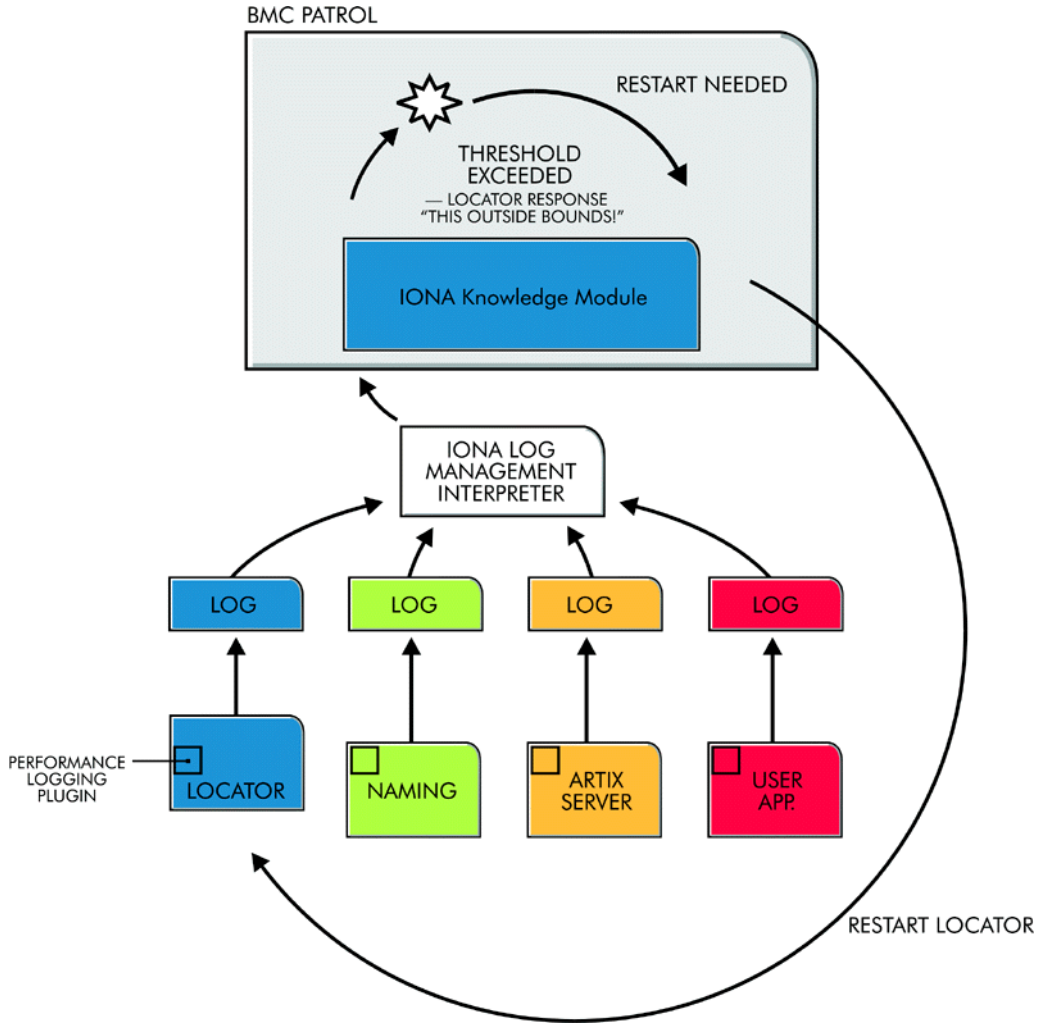 BMC PATROL
RESTART NEEDED
THRESHOLD
EXCEEDED
— LOCATOR RESPONSE
“THIS OUTSIDE BOUNDS!”
IONA Knowledge Module
IONA LOG
MANAGEMENT
INTERPRETER
LOG
LOG
LOG
LOG
PERFORMANCE
LOGGING
PLUGIN
LOCATOR
NAMING
ARTIX
SERVER
USER
APP.
RESTART LOCATOR